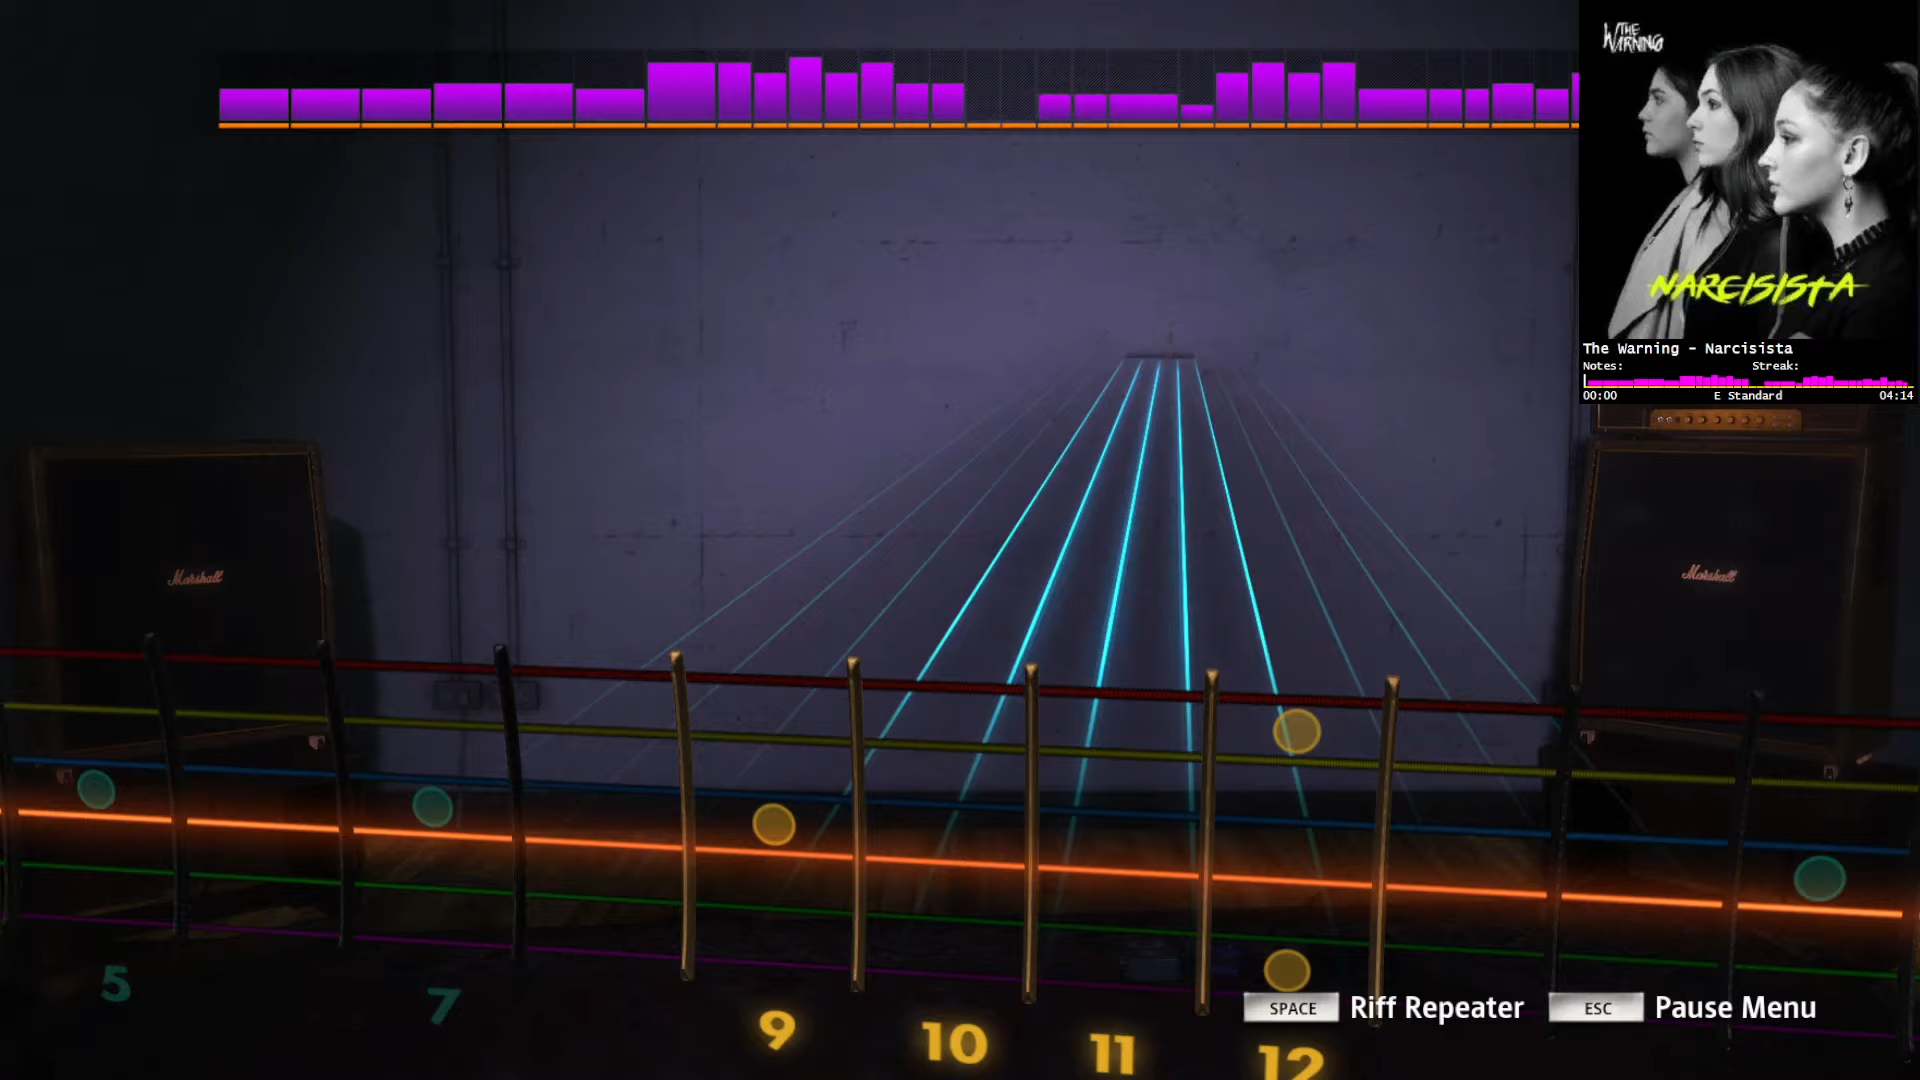 THE
WARNING
NARCISISTA
The Warning - Narcisista
Notes: Streak:
00:00 E Standard 04:14
Marshall
Marshall
5 7 9 10 11 12
SPACE Riff Repeater ESC Pause Menu